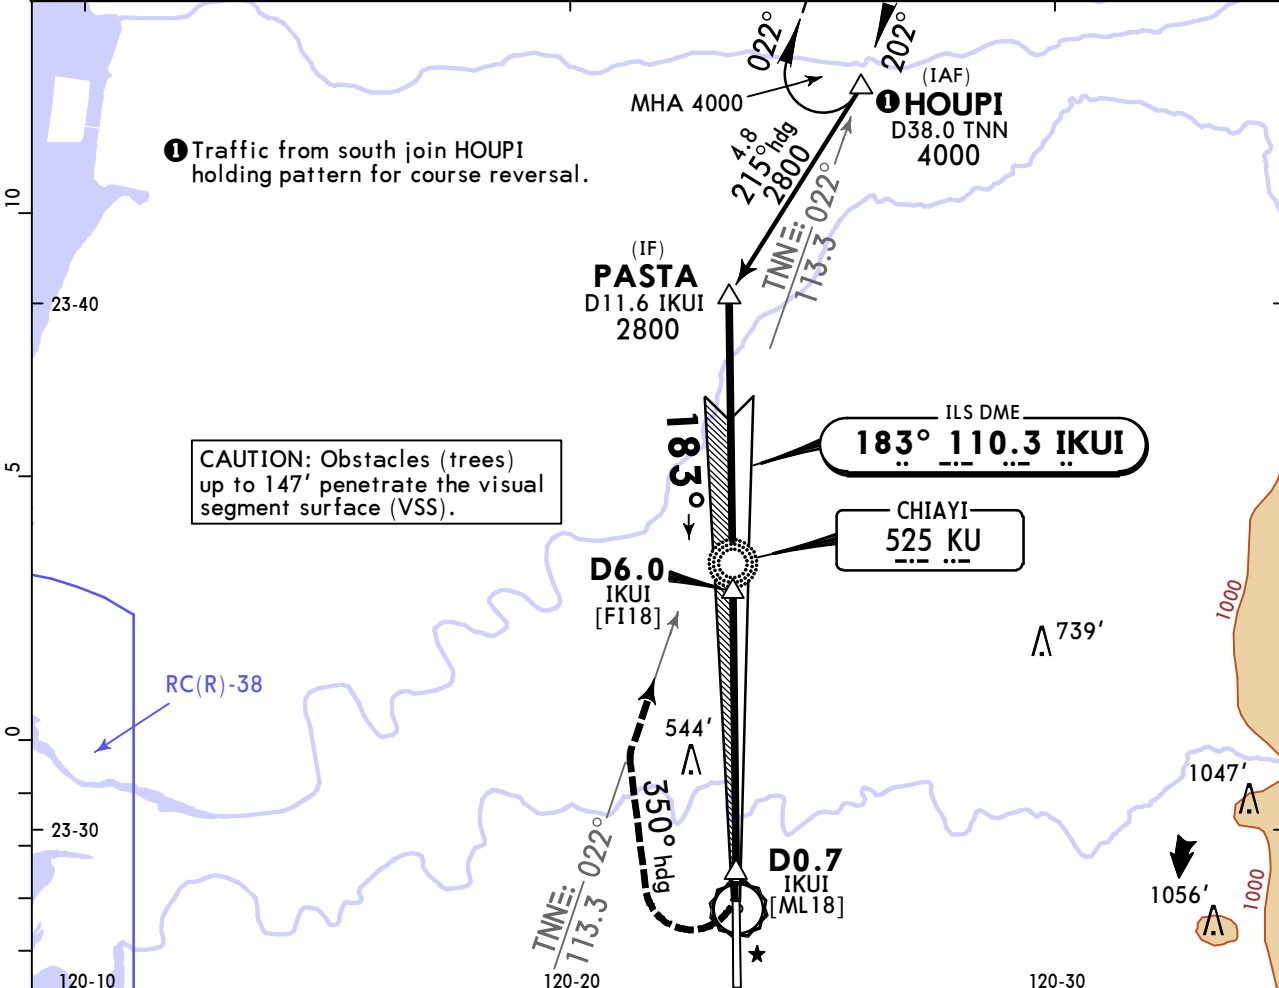 022°
202°
MHA 4000
(IAF)
❶ HOUPI
D38.0 TNN
4000
❶ Traffic from south join HOUPI
holding pattern for course reversal.
4.8
215° hdg
2800
TNN 022°
113.3
10
(IF)
PASTA
D11.6 IKUI
2800
23-40
183°
ILS DME
183° 110.3 IKUI
CAUTION: Obstacles (trees)
up to 147' penetrate the visual
segment surface (VSS).
5
CHIAYI
525 KU
D6.0
IKUI
[FI18]
1000
739'
RC(R)-38
544'
0
1047'
350° hdg
23-30
TNN 022°
113.3
D0.7
IKUI
[ML18]
1056'
1000
120-10
120-20
120-30